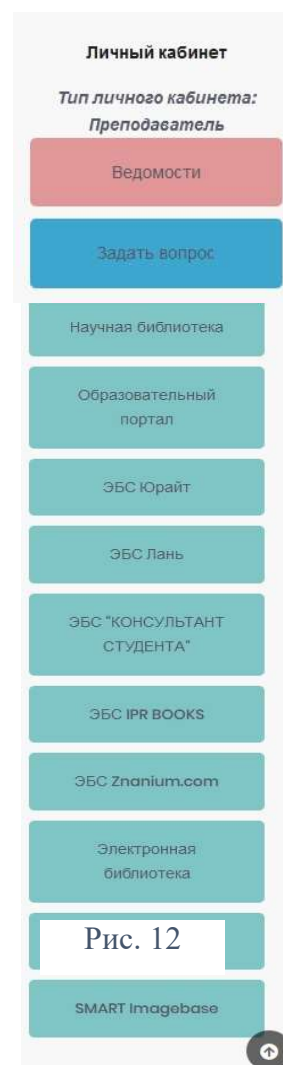 Личный кабинет
Тип личного кабинета:
Преподаватель
Ведомости
Задать вопрос
Научная библиотека
Образовательный
портал
ЭБС Юрайт
ЭБС Лань
ЭБС "КОНСУЛЬТАНТ
СТУДЕНТА"
ЭБС IPR BOOKS
ЭБС Znanium.com
Электронная
библиотека
Рис. 12
SMART Imagebase